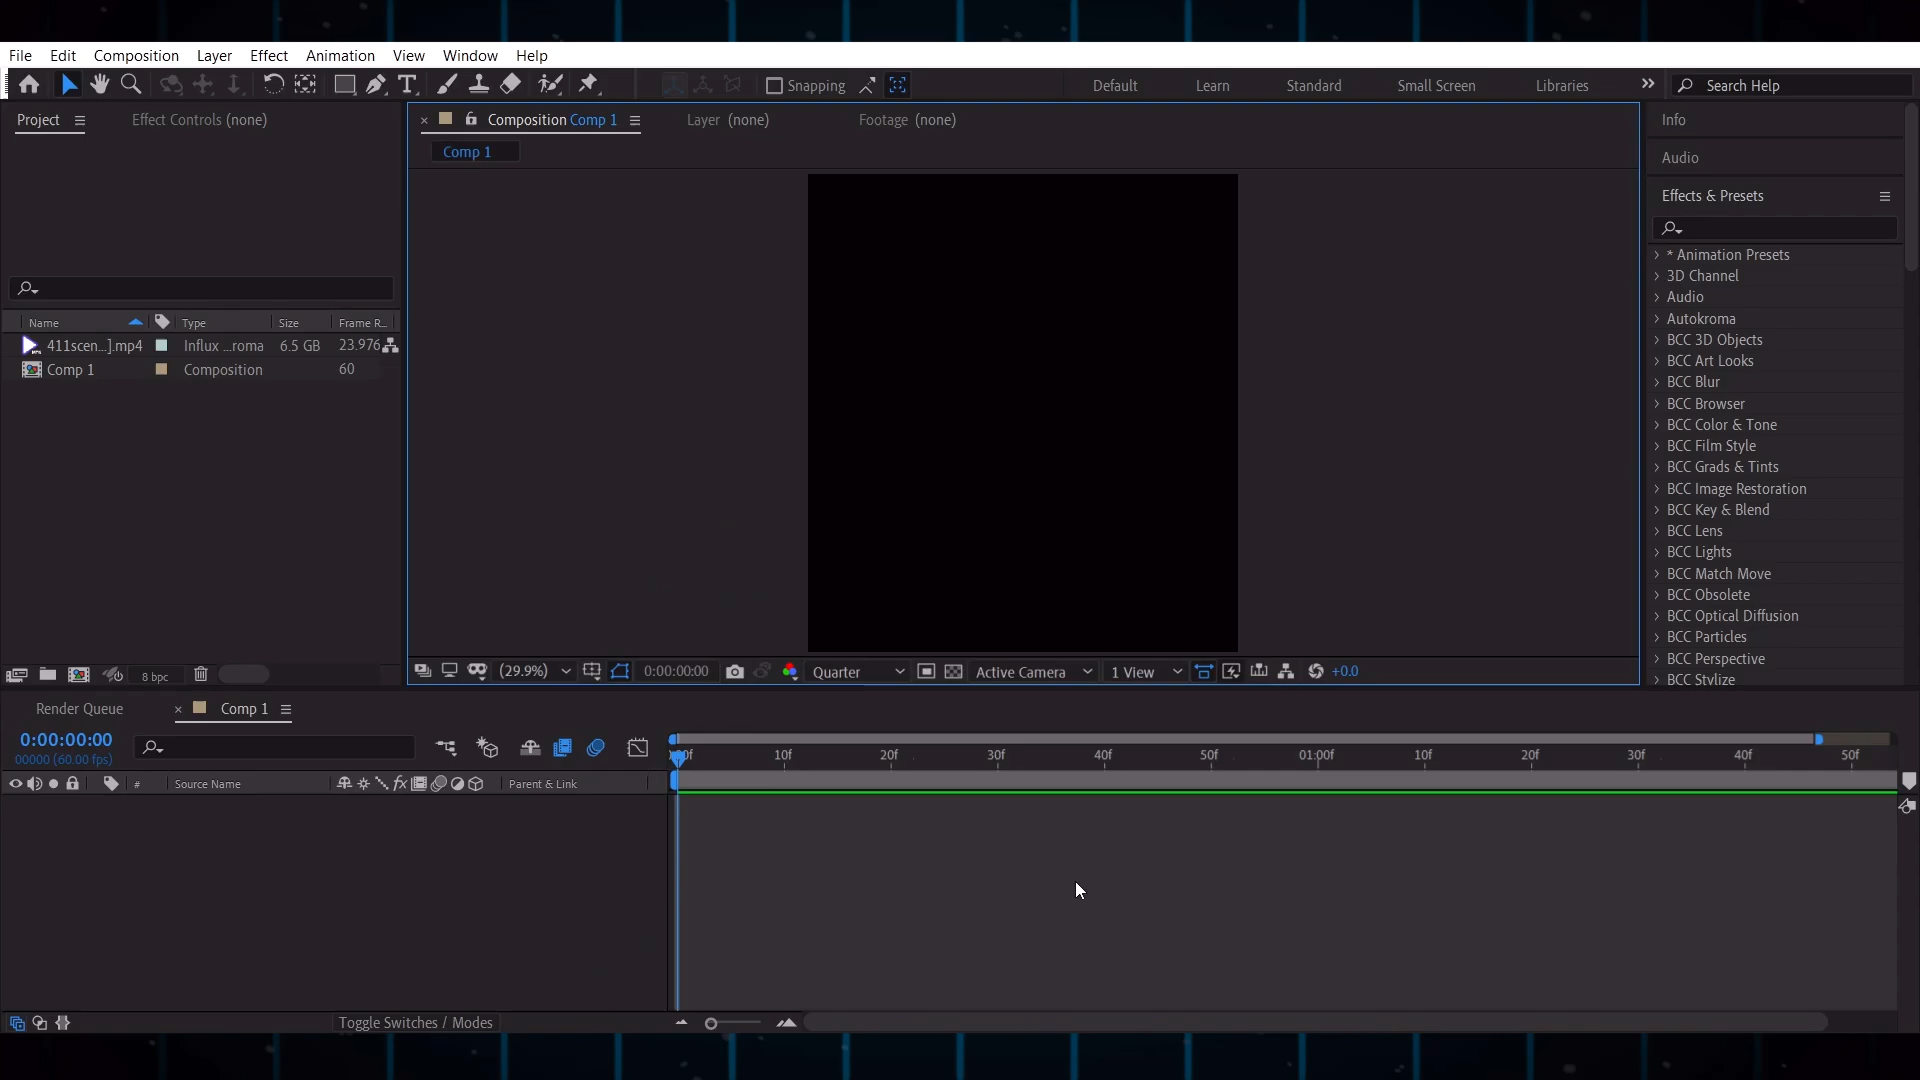 File Edit Composition Layer Effect Animation View Window Help
Snapping Default Learn Standard Small Screen Libraries Search Help
Project Effect Controls (none)
Composition Comp 1 Layer (none) Footage (none)
Comp 1
Info
Audio
Effects & Presets
* Animation Presets
3D Channel
Audio
Autokroma
BCC 3D Objects
BCC Art Looks
BCC Blur
BCC Browser
BCC Color & Tone
BCC Film Style
BCC Grads & Tints
BCC Image Restoration
BCC Key & Blend
BCC Lens
BCC Lights
BCC Match Move
BCC Obsolete
BCC Optical Diffusion
BCC Particles
BCC Perspective
BCC Stylize
Name Type Size Frame R...
411scen...].mp4 Influx ...roma 6.5 GB 23.976
Comp 1 Composition 60
8 bpc
(29.9%) 0:00:00:00 Quarter Active Camera 1 View +0.0
Render Queue Comp 1
0:00:00:00
00000 (60.00 fps)
10f 20f 30f 40f 50f 01:00f 10f 20f 30f 40f 50f
# Source Name fx Parent & Link
Toggle Switches / Modes